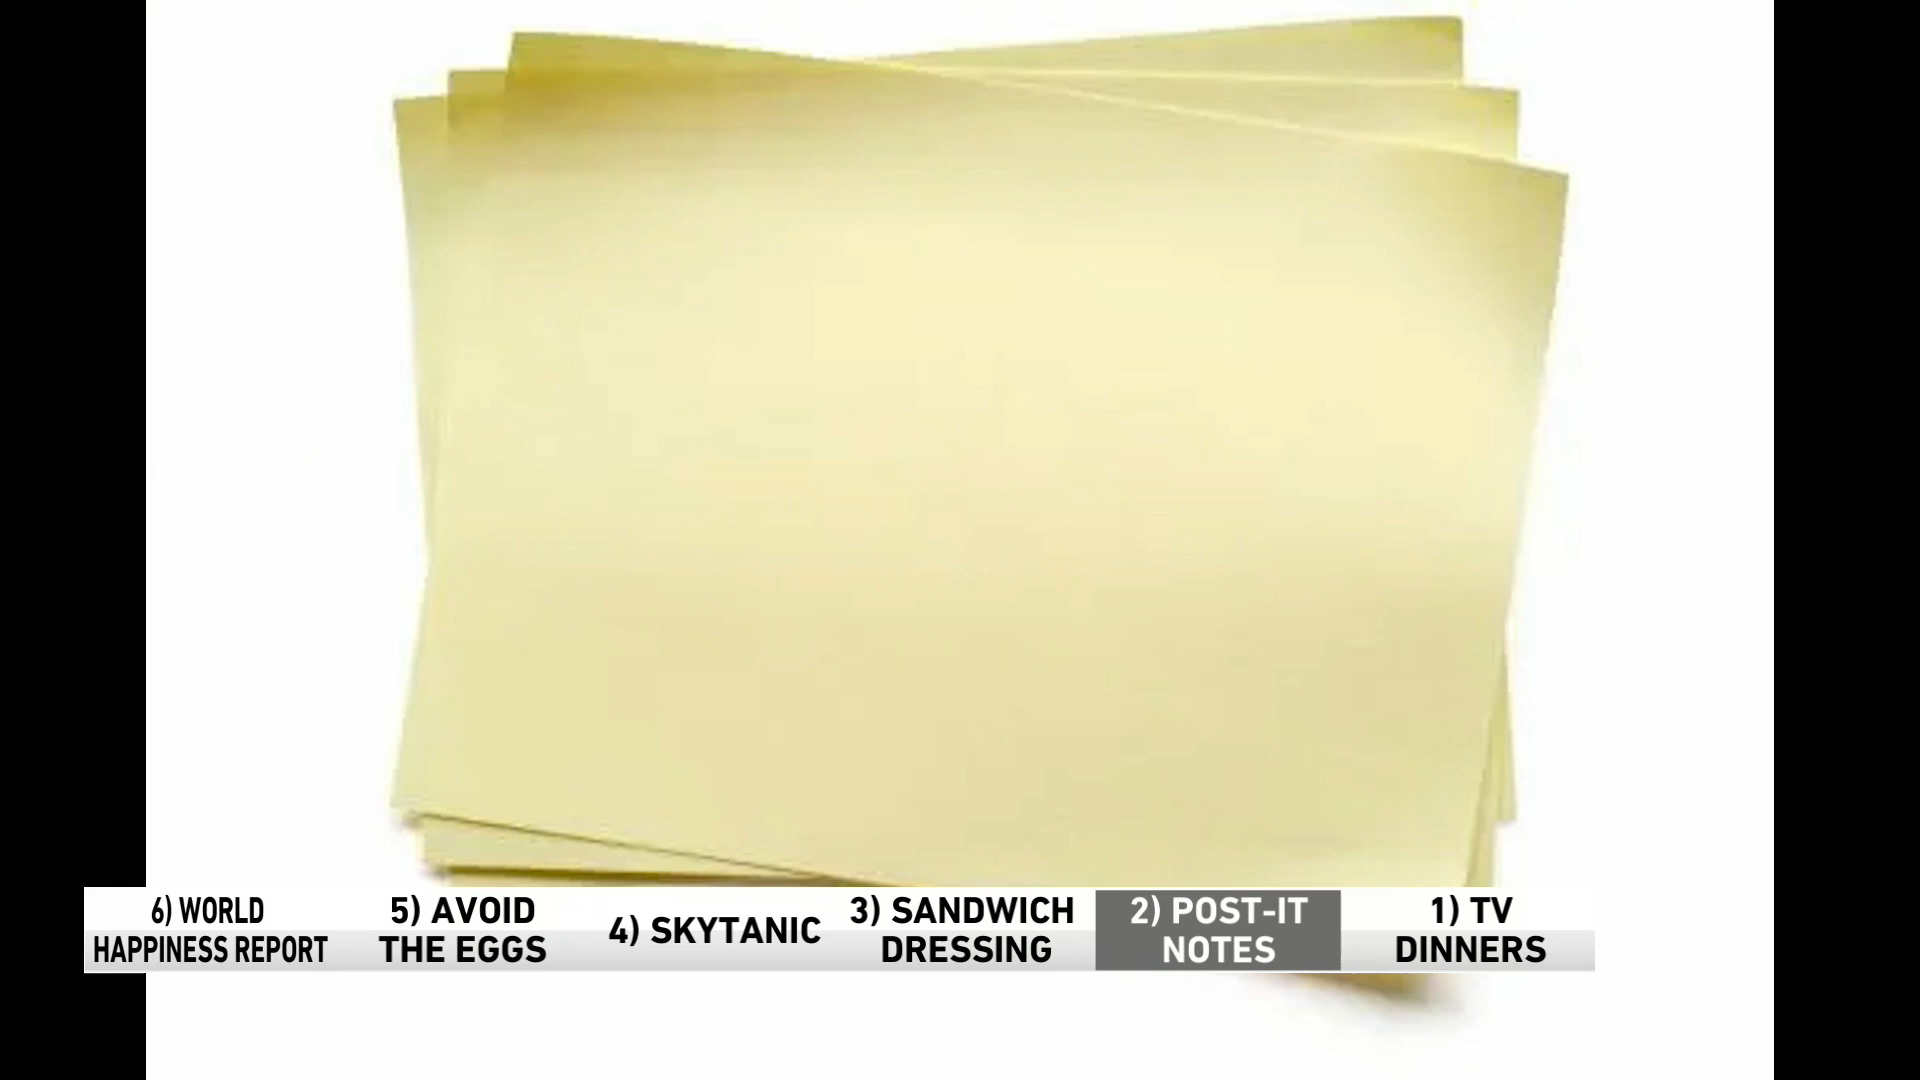 6) WORLD
HAPPINESS REPORT
5) AVOID
THE EGGS
4) SKYTANIC
3) SANDWICH
DRESSING
2) POST-IT
NOTES
1) TV
DINNERS